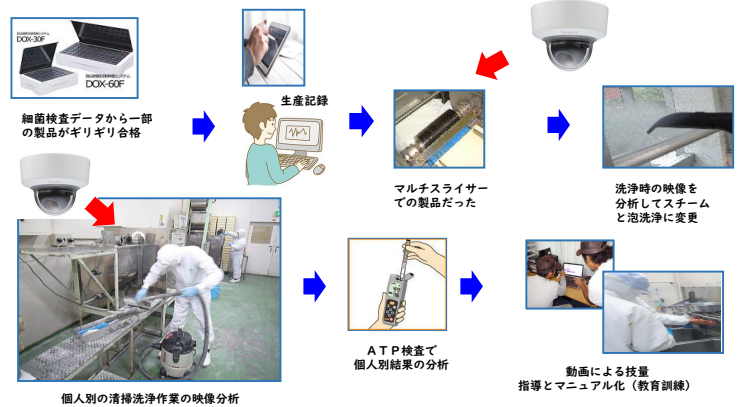 DOX-30F
DOX-60F
細菌検査データから一部
の製品がギリギリ合格
生産記録
マルチスライサー
での製品だった
洗浄時の映像を
分析してスチーム
と泡洗浄に変更
個人別の清掃洗浄作業の映像分析
ATP検査で
個人別結果の分析
動画による技量
指導とマニュアル化(教育訓練)